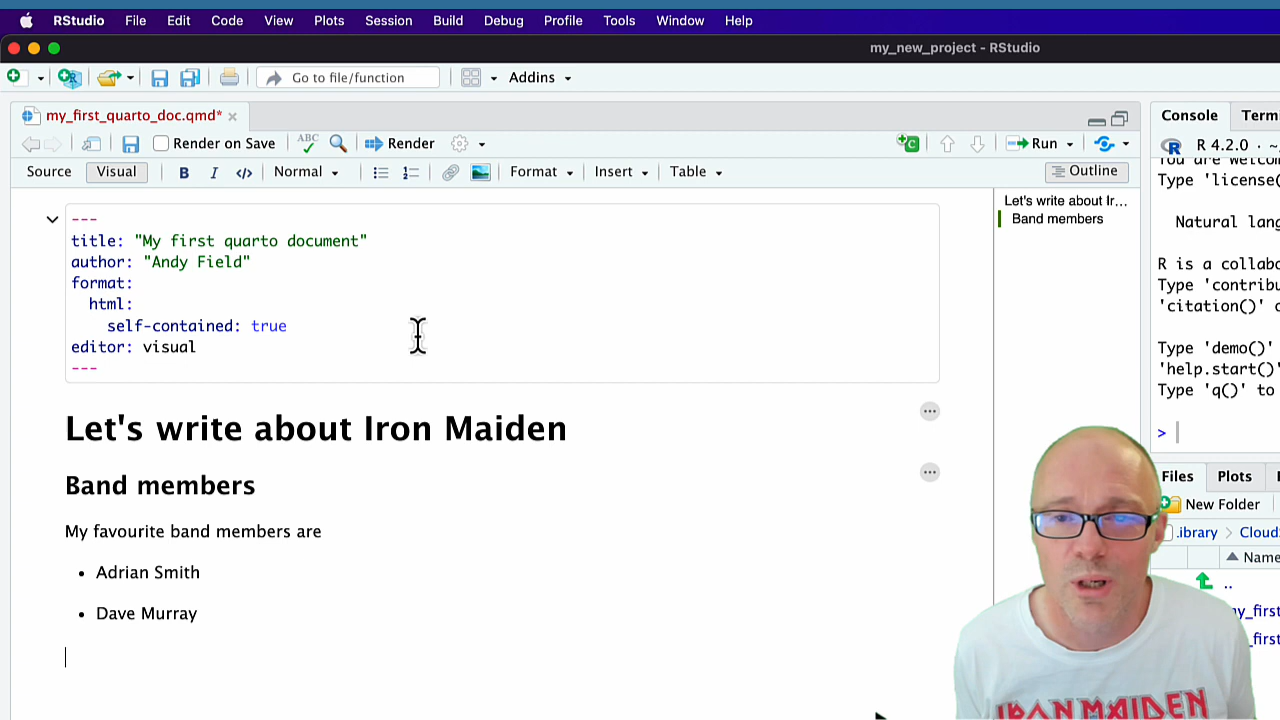 RStudio File Edit Code View Plots Session Build Debug Profile Tools Window Help
my_new_project - RStudio
Go to file/function Addins
my_first_quarto_doc.qmd*
Render on Save ABC Render Run
Source Visual B I </> Normal Format Insert Table Outline
---
title: "My first quarto document"
author: "Andy Field"
format:
html:
self-contained: true
editor: visual
---
Let's write about Iron Maiden
Band members
My favourite band members are
• Adrian Smith
• Dave Murray
Let's write about Ir...
Band members
Console
R 4.2.0 · ~
Type 'license(
Natural lang
R is a collabo
Type 'contribu
'citation()'
Type 'demo()'
'help.start()'
Type 'q()' to
>
Files Plots
New Folder
Name
..
IRON MAIDEN